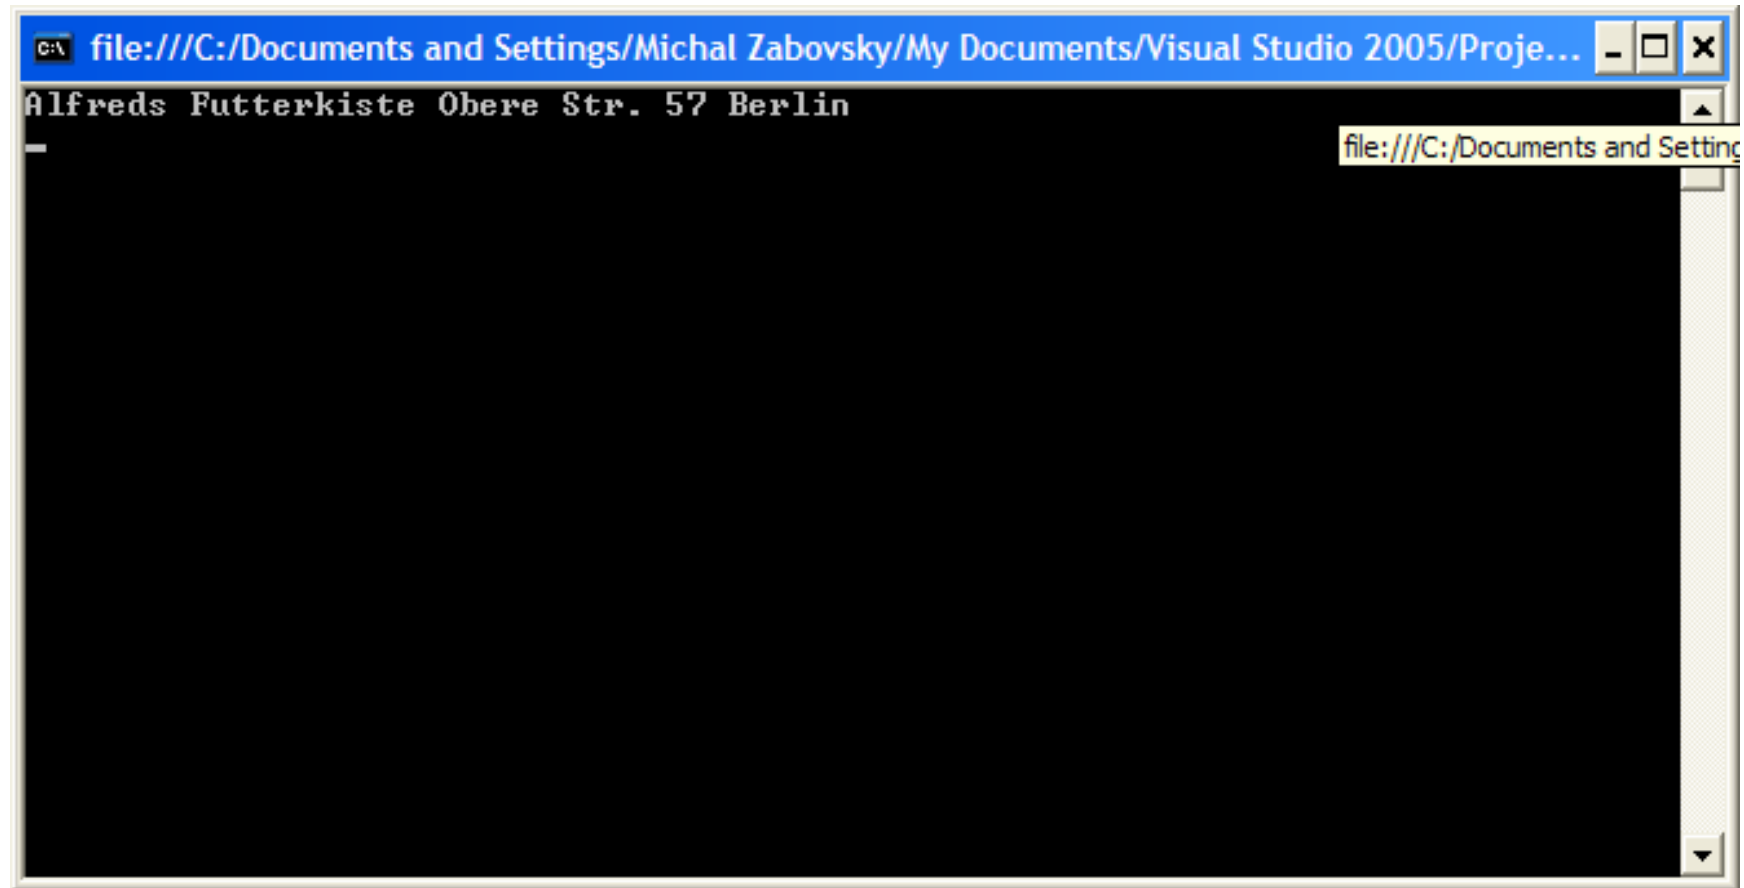 C:\ file:///C:/Documents and Settings/Michal Zabovsky/My Documents/Visual Studio 2005/Proje...
Alfreds Futterkiste Obere Str. 57 Berlin
file:///C:/Documents and Setting